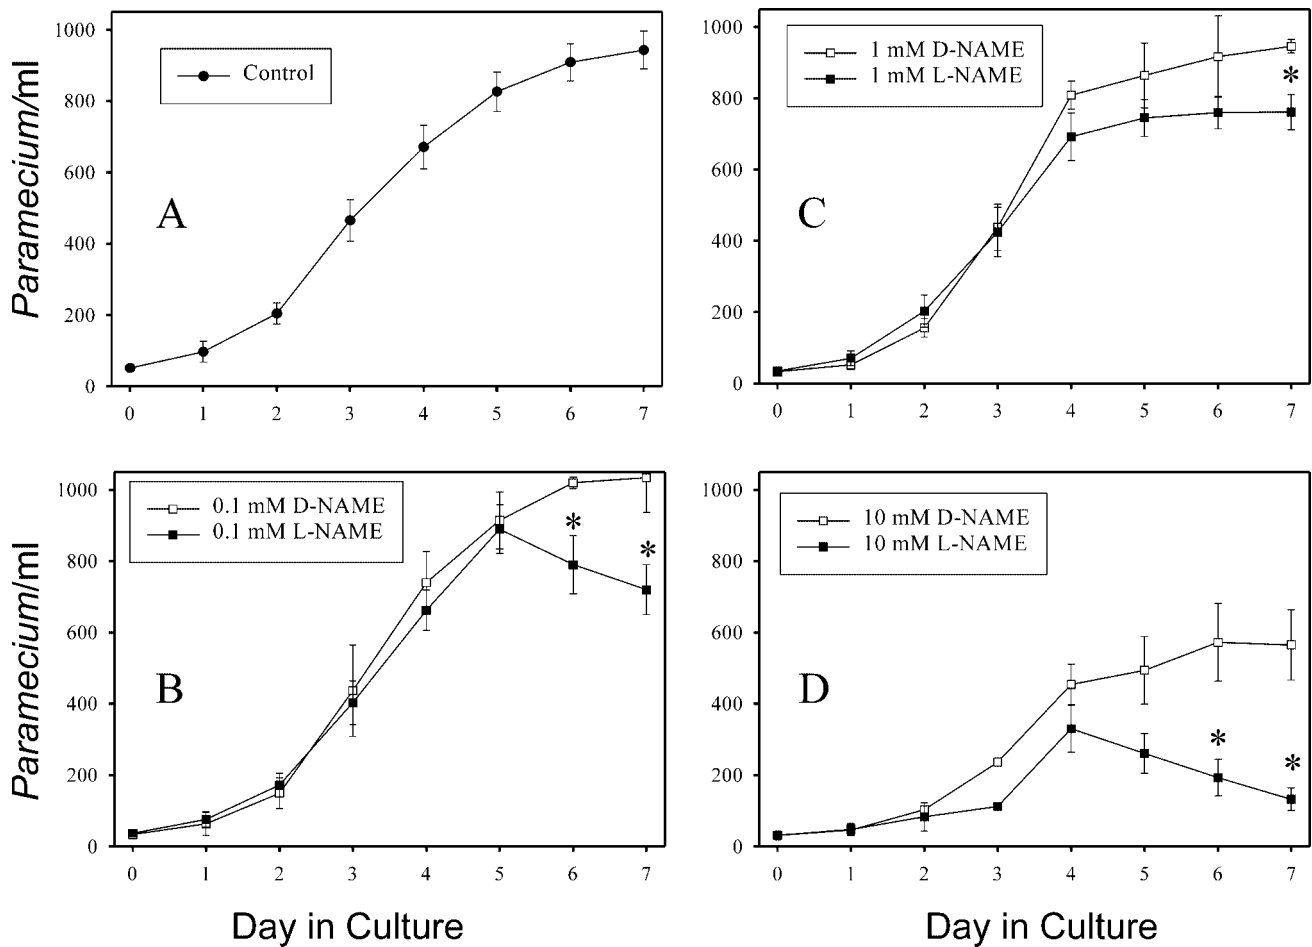 Paramecium/ml
1000
800
600
400
200
0
Control
A
0 1 2 3 4 5 6 7
1000
800
600
400
200
0
1 mM D-NAME
1 mM L-NAME
*
C
0 1 2 3 4 5 6 7
Paramecium/ml
1000
800
600
400
200
0
0.1 mM D-NAME
0.1 mM L-NAME
*
*
B
0 1 2 3 4 5 6 7
Day in Culture
1000
800
600
400
200
0
10 mM D-NAME
10 mM L-NAME
D
*
*
0 1 2 3 4 5 6 7
Day in Culture